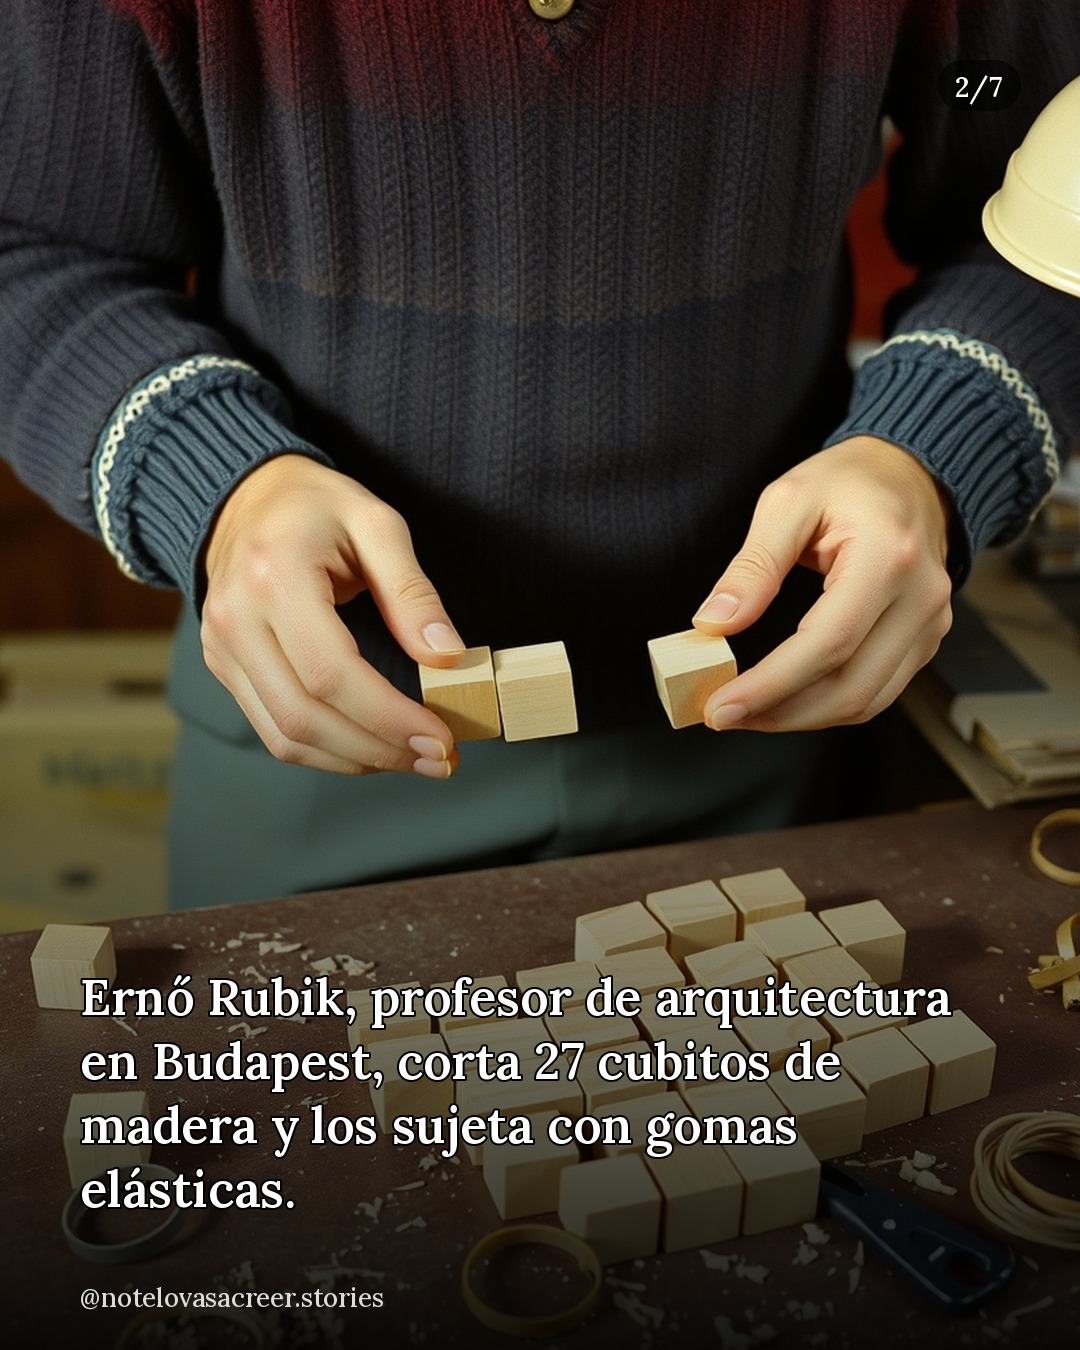 2/7
Ernő Rubik, profesor de arquitectura
en Budapest, corta 27 cubitos de
madera y los sujeta con gomas
elásticas.
@notelovasacreer.stories